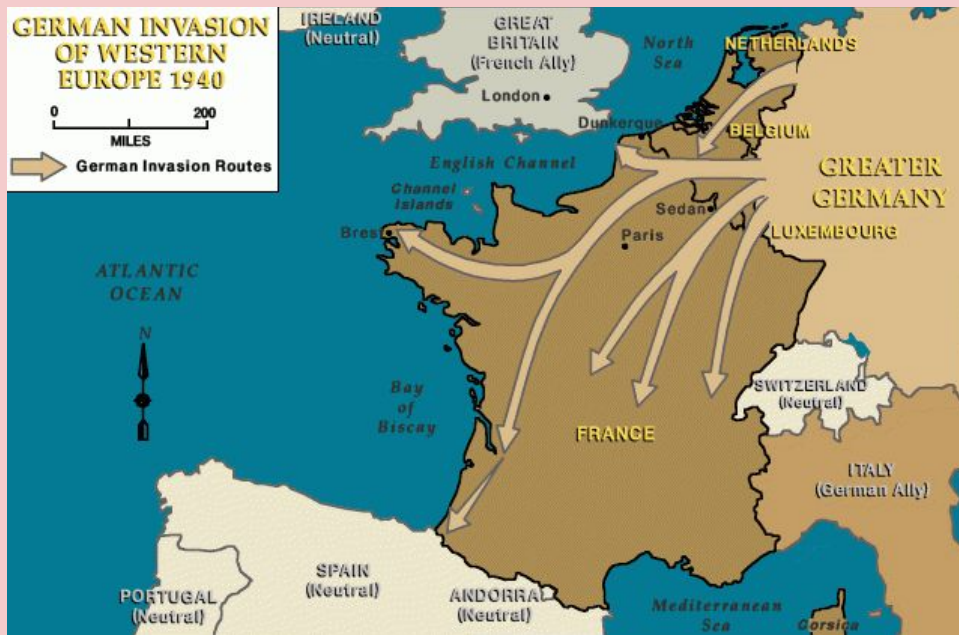 GERMAN INVASION
OF WESTERN
EUROPE 1940
0
200
MILES
German Invasion Routes
IRELAND
(Neutral)
GREAT
BRITAIN
(French Ally)
London
North
Sea
NETHERLANDS
Dunkerque
BELGIUM
English Channel
GREATER
GERMANY
Channel
Islands
Sedan
Brest
Paris
LUXEMBOURG
ATLANTIC
OCEAN
N
Bay
of
Biscay
SWITZERLAND
(Neutral)
FRANCE
ITALY
(German Ally)
SPAIN
(Neutral)
ANDORRA
(Neutral)
PORTUGAL
(Neutral)
Mediterranean
Sea
Corsica